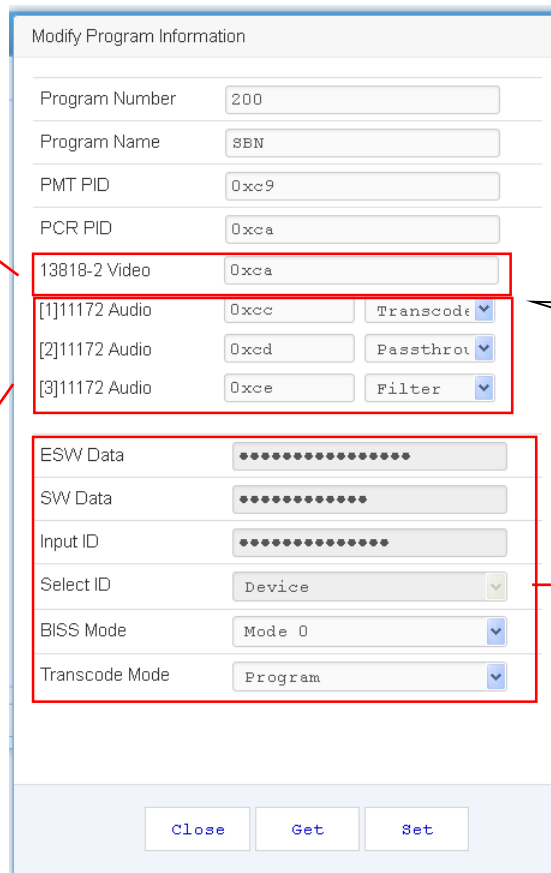 Modify Program Information
Program Number 200
Program Name SBN
PMT PID 0xc9
PCR PID 0xca
13818-2 Video 0xca
[1]11172 Audio 0xcc Transcode
[2]11172 Audio 0xcd Passthrou
[3]11172 Audio 0xce Filter
ESW Data ••••••••••••••••
SW Data ••••••••••••
Input ID ••••••••••••••
Select ID Device
BISS Mode Mode 0
Transcode Mode Program
Close Get Set